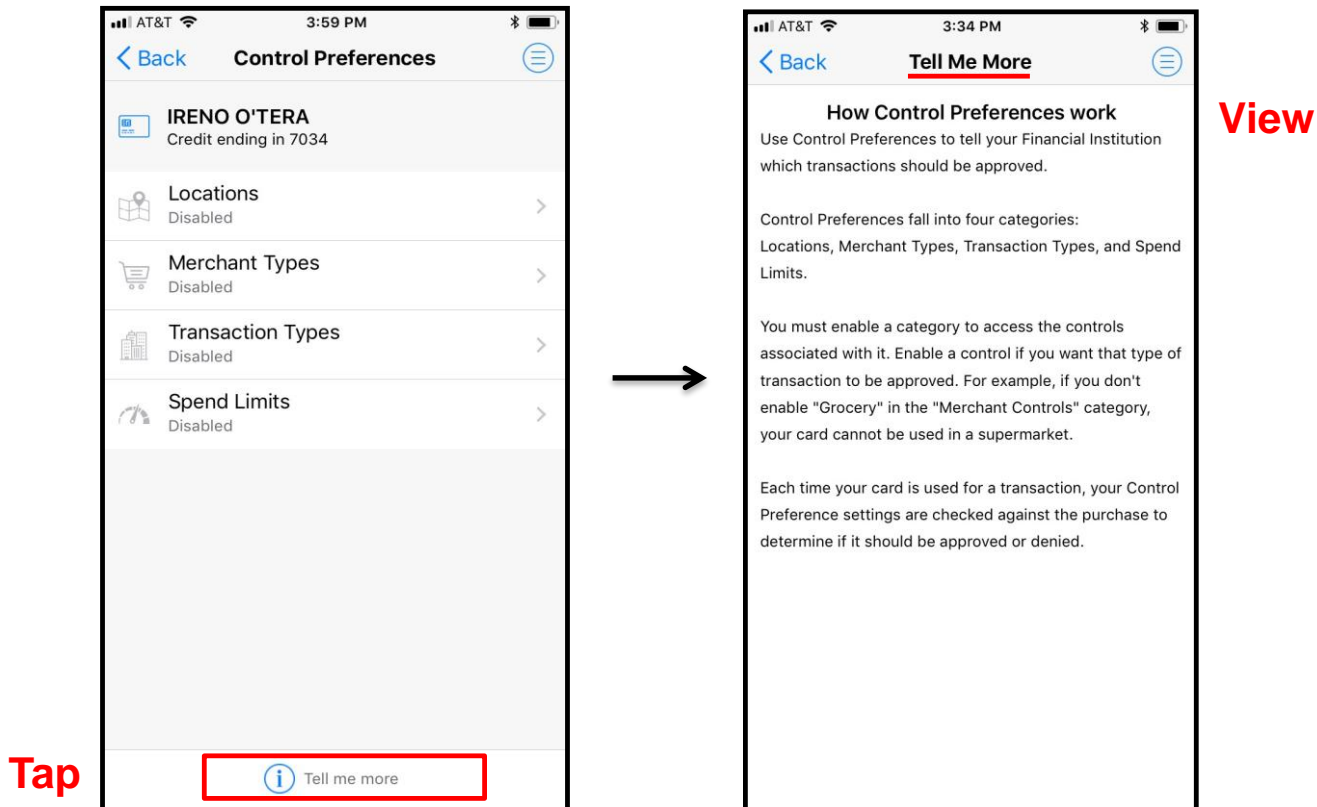 AT&T 3:59 PM
Back Control Preferences
IRENO O'TERA
Credit ending in 7034
Locations
Disabled
Merchant Types
Disabled
Transaction Types
Disabled
Spend Limits
Disabled
Tap
i Tell me more
AT&T 3:34 PM
Back Tell Me More
View
How Control Preferences work
Use Control Preferences to tell your Financial Institution
which transactions should be approved.
Control Preferences fall into four categories:
Locations, Merchant Types, Transaction Types, and Spend
Limits.
You must enable a category to access the controls
associated with it. Enable a control if you want that type of
transaction to be approved. For example, if you don't
enable "Grocery" in the "Merchant Controls" category,
your card cannot be used in a supermarket.
Each time your card is used for a transaction, your Control
Preference settings are checked against the purchase to
determine if it should be approved or denied.